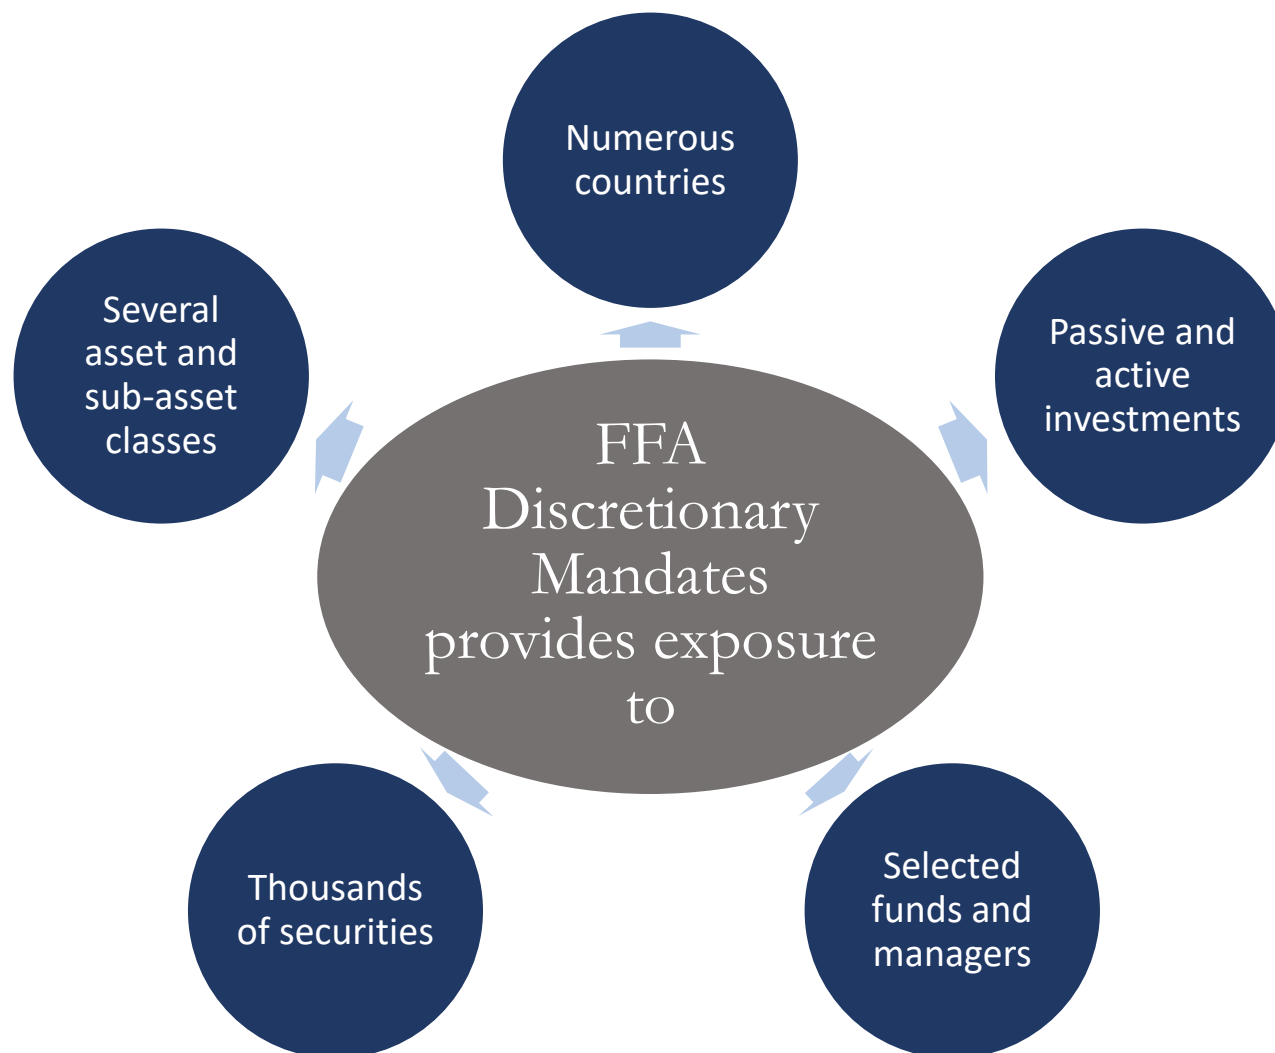 Numerous
countries
Several
asset and
sub-asset
classes
Passive and
active
investments
FFA
Discretionary
Mandates
provides exposure
to
Thousands
of securities
Selected
funds and
managers